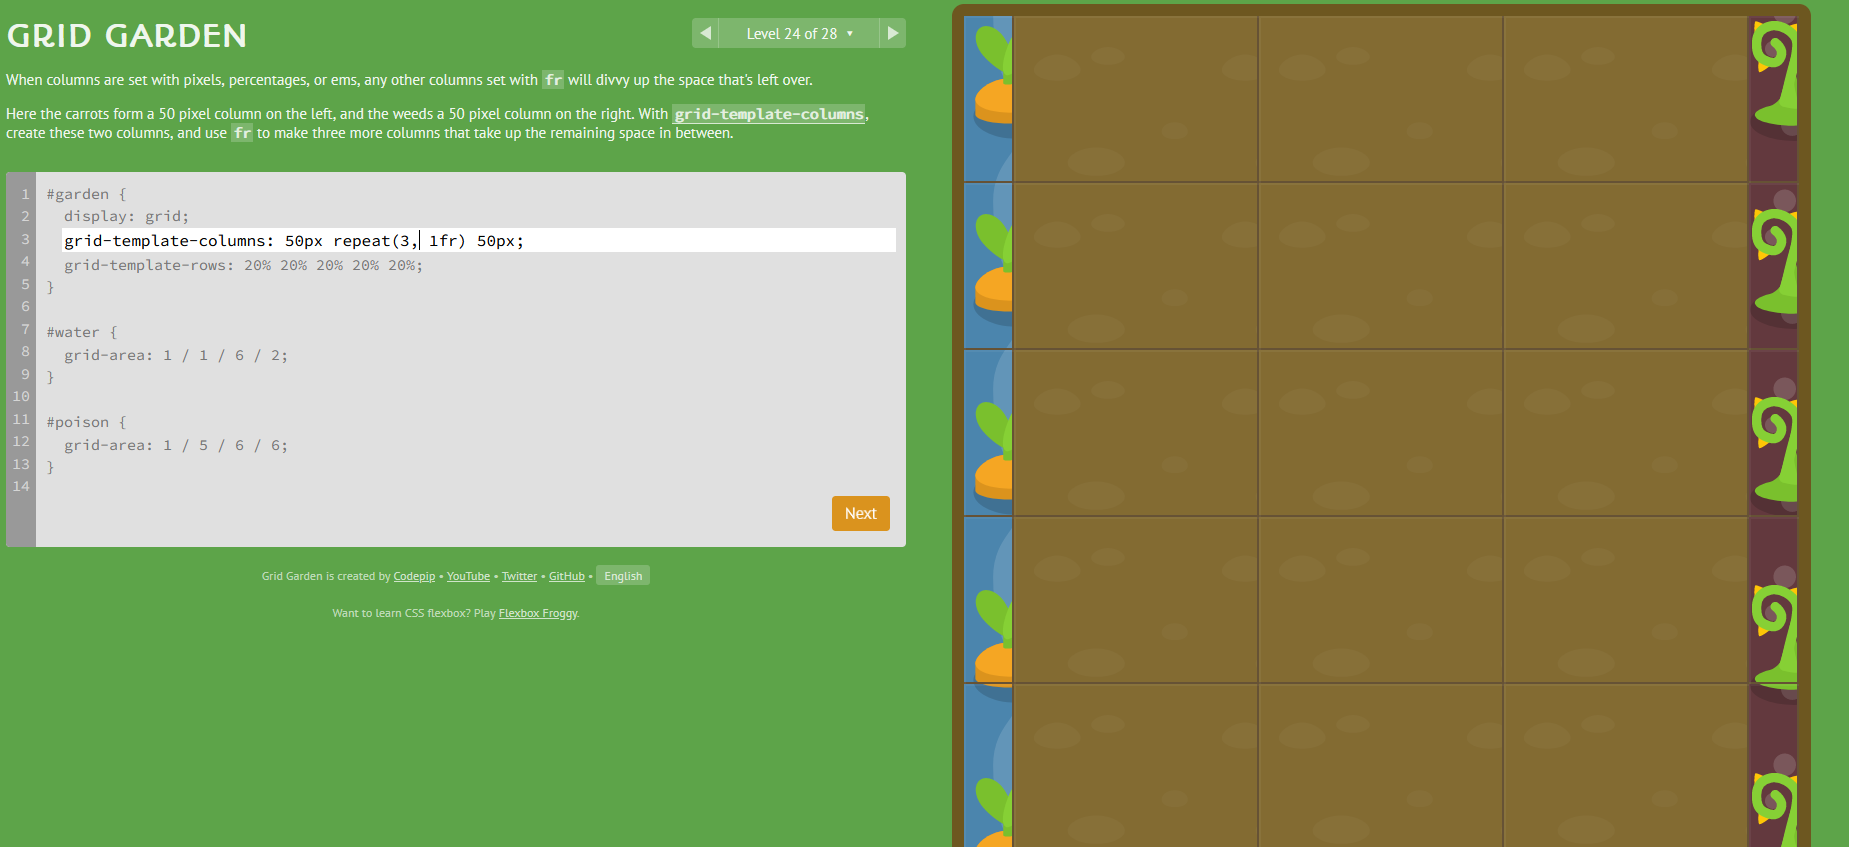 GRID GARDEN
◀ Level 24 of 28 ▼ ▶
When columns are set with pixels, percentages, or ems, any other columns set with fr will divvy up the space that's left over.
Here the carrots form a 50 pixel column on the left, and the weeds a 50 pixel column on the right. With grid-template-columns,
create these two columns, and use fr to make three more columns that take up the remaining space in between.
1 #garden {
2 display: grid;
3 grid-template-columns: 50px repeat(3, 1fr) 50px;
4 grid-template-rows: 20% 20% 20% 20% 20%;
5 }
6
7 #water {
8 grid-area: 1 / 1 / 6 / 2;
9 }
10
11 #poison {
12 grid-area: 1 / 5 / 6 / 6;
13 }
14
Next
Grid Garden is created by Codepip • YouTube • Twitter • GitHub • English
Want to learn CSS flexbox? Play Flexbox Froggy.